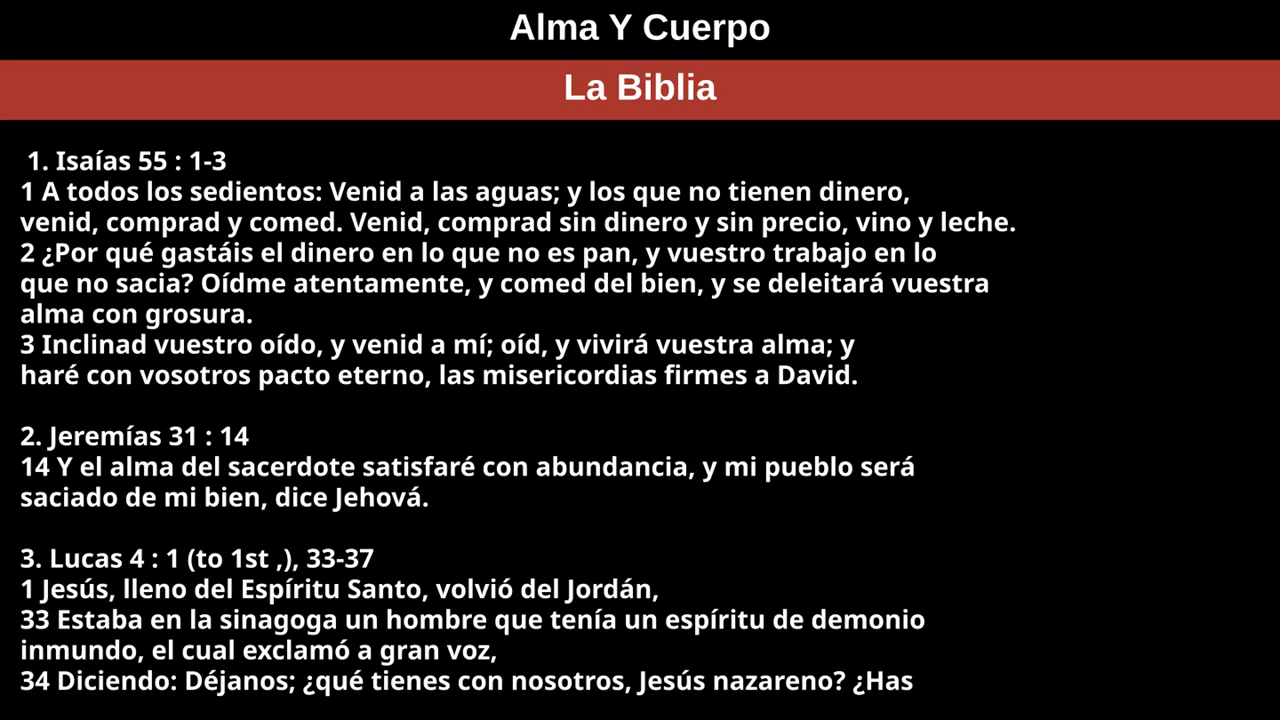 Alma Y Cuerpo
La Biblia
1. Isaías 55 : 1-3
1 A todos los sedientos: Venid a las aguas; y los que no tienen dinero,
venid, comprad y comed. Venid, comprad sin dinero y sin precio, vino y leche.
2 ¿Por qué gastáis el dinero en lo que no es pan, y vuestro trabajo en lo
que no sacia? Oídme atentamente, y comed del bien, y se deleitará vuestra
alma con grosura.
3 Inclinad vuestro oído, y venid a mí; oíd, y vivirá vuestra alma; y
haré con vosotros pacto eterno, las misericordias firmes a David.
2. Jeremías 31 : 14
14 Y el alma del sacerdote satisfaré con abundancia, y mi pueblo será
saciado de mi bien, dice Jehová.
3. Lucas 4 : 1 (to 1st ,), 33-37
1 Jesús, lleno del Espíritu Santo, volvió del Jordán,
33 Estaba en la sinagoga un hombre que tenía un espíritu de demonio
inmundo, el cual exclamó a gran voz,
34 Diciendo: Déjanos; ¿qué tienes con nosotros, Jesús nazareno? ¿Has